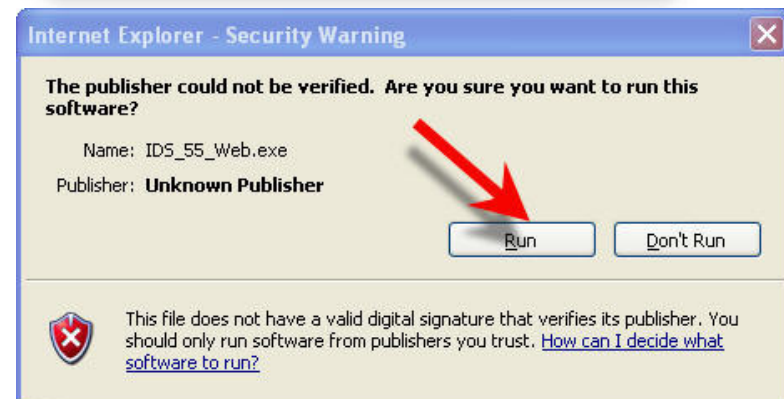 Internet Explorer - Security Warning
The publisher could not be verified. Are you sure you want to run this
software?
Name: IDS_55_Web.exe
Publisher: Unknown Publisher
Run Don't Run
This file does not have a valid digital signature that verifies its publisher. You
should only run software from publishers you trust. How can I decide what
software to run?